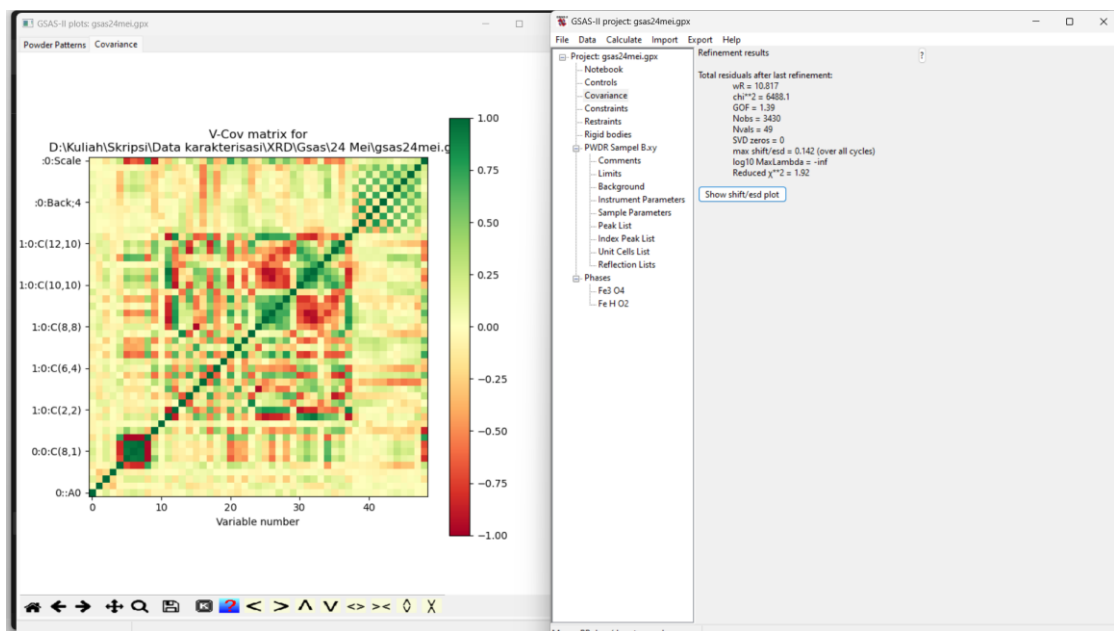 GSAS-II plots: gsas24mei.gpx
Powder Patterns Covariance
V-Cov matrix for
D:\Kuliah\Skripsi\Data karakterisasi\XRD\Gsas\24 Mei\gsas24mei.g
:0:Scale
:0:Back;4
1:0:C(12,10)
1:0:C(10,10)
1:0:C(8,8)
1:0:C(6,4)
1:0:C(2,2)
0:0:C(8,1)
0::A0
0 10 20 30 40
Variable number
1.00
0.75
0.50
0.25
0.00
−0.25
−0.50
−0.75
−1.00
K ? < > Λ V <> >< ◊ X
GSAS-II project: gsas24mei.gpx
File Data Calculate Import Export Help
Project: gsas24mei.gpx
Notebook
Controls
Covariance
Constraints
Restraints
Rigid bodies
PWDR Sampel B.xy
Comments
Limits
Background
Instrument Parameters
Sample Parameters
Peak List
Index Peak List
Unit Cells List
Reflection Lists
Phases
Fe3 O4
Fe H O2
Refinement results
?
Total residuals after last refinement:
wR = 10.817
chi**2 = 6488.1
GOF = 1.39
Nobs = 3430
Nvals = 49
SVD zeros = 0
max shift/esd = 0.142 (over all cycles)
log10 MaxLambda = -inf
Reduced χ**2 = 1.92
Show shift/esd plot